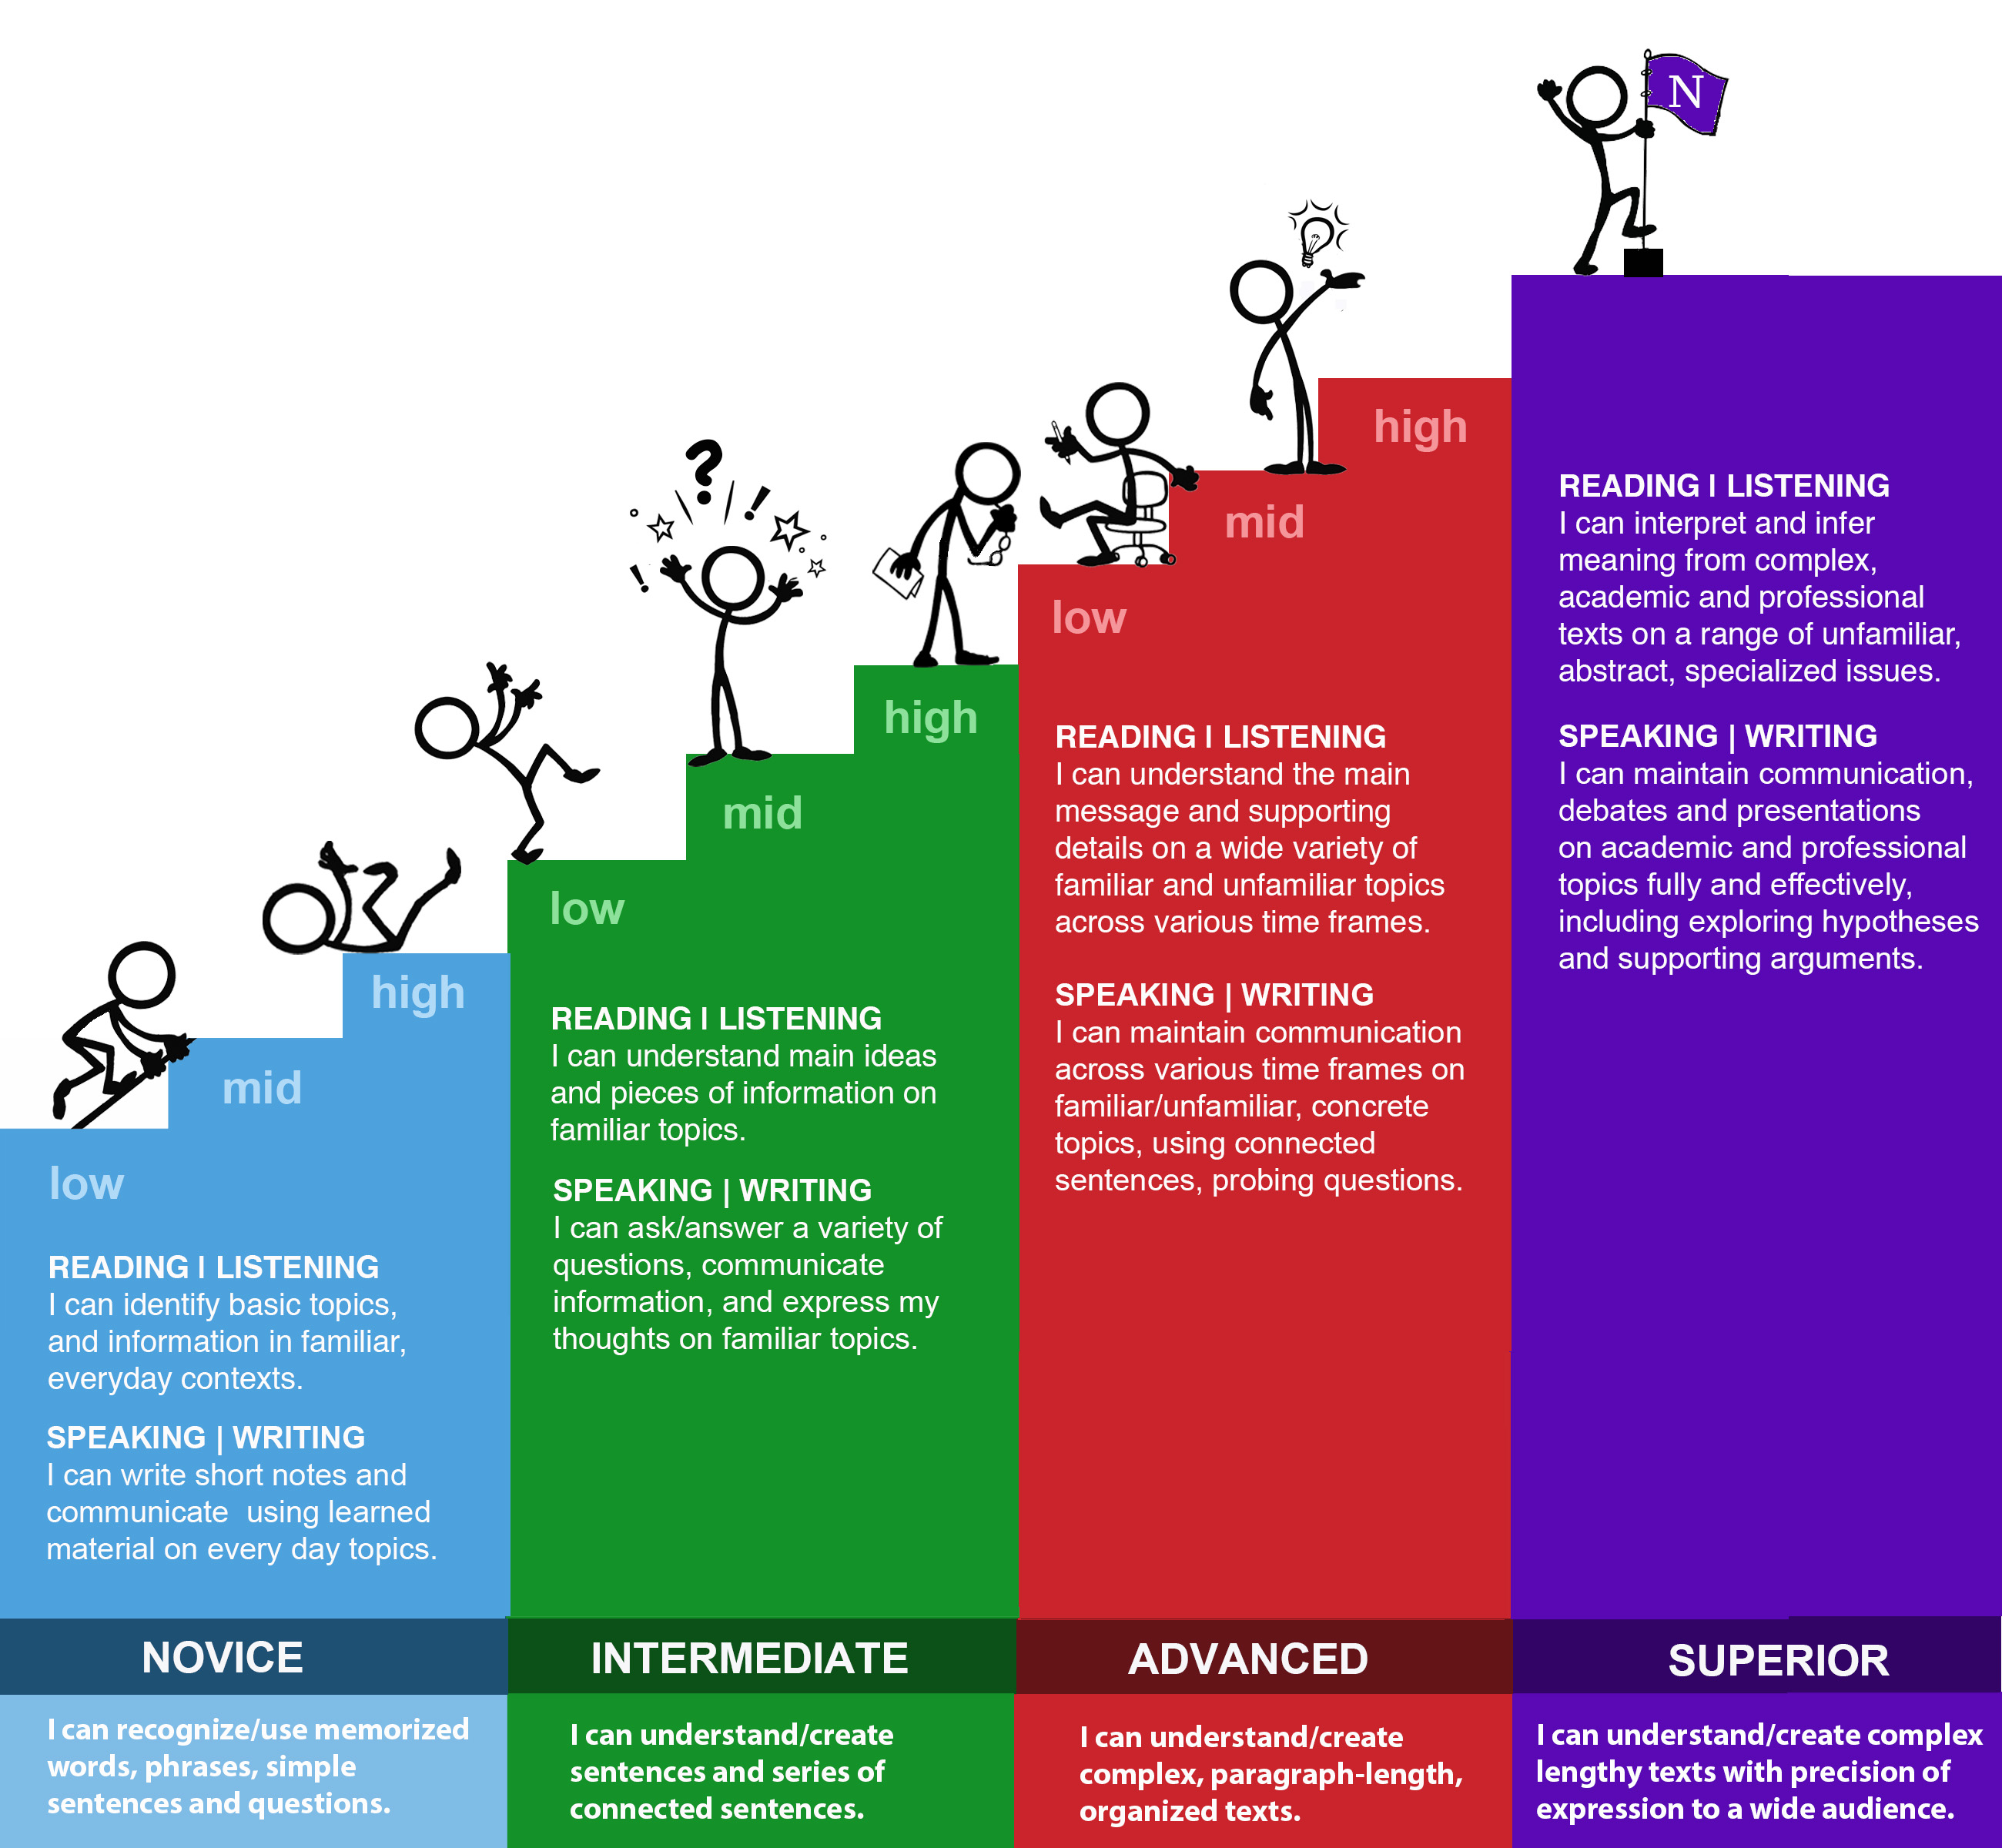 N
?
!
!
low
mid
high
READING | LISTENING
I can identify basic topics,
and information in familiar,
everyday contexts.
SPEAKING | WRITING
I can write short notes and
communicate  using learned
material on every day topics.
NOVICE
I can recognize/use memorized
words, phrases, simple
sentences and questions.
low
mid
high
READING | LISTENING
I can understand main ideas
and pieces of information on
familiar topics.
SPEAKING | WRITING
I can ask/answer a variety of
questions, communicate
information, and express my
thoughts on familiar topics.
INTERMEDIATE
I can understand/create
sentences and series of
connected sentences.
low
mid
high
READING | LISTENING
I can understand the main
message and supporting
details on a wide variety of
familiar and unfamiliar topics
across various time frames.
SPEAKING | WRITING
I can maintain communication
across various time frames on
familiar/unfamiliar, concrete
topics, using connected
sentences, probing questions.
ADVANCED
I can understand/create
complex, paragraph-length,
organized texts.
READING | LISTENING
I can interpret and infer
meaning from complex,
academic and professional
texts on a range of unfamiliar,
abstract, specialized issues.
SPEAKING | WRITING
I can maintain communication,
debates and presentations
on academic and professional
topics fully and effectively,
including exploring hypotheses
and supporting arguments.
SUPERIOR
I can understand/create complex
lengthy texts with precision of
expression to a wide audience.